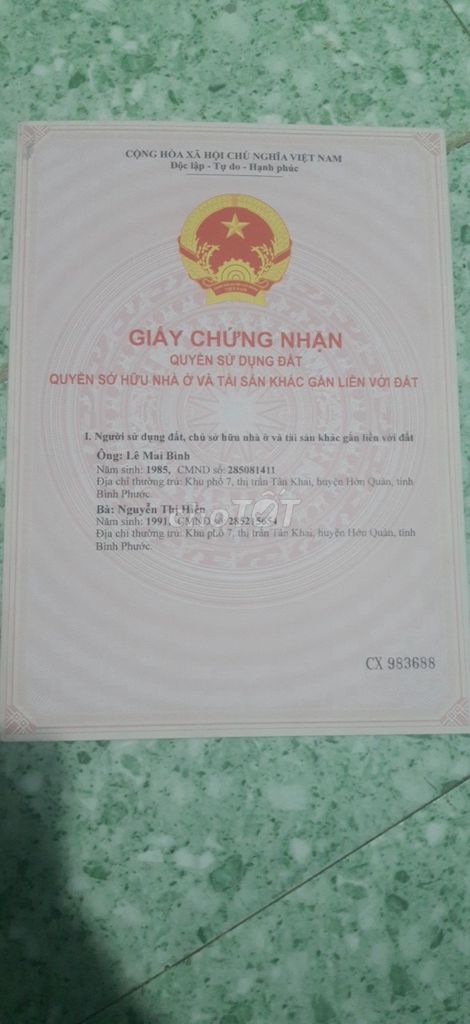 CỘNG HÒA XÃ HỘI CHỦ NGHĨA VIỆT NAM
Độc lập - Tự do - Hạnh phúc
GIẤY CHỨNG NHẬN
QUYỀN SỬ DỤNG ĐẤT
QUYỀN SỞ HỮU NHÀ Ở VÀ TÀI SẢN KHÁC GẮN LIỀN VỚI ĐẤT
I. Người sử dụng đất, chủ sở hữu nhà ở và tài sản khác gắn liền với đất
Ông: Lê Mai Bình
Năm sinh: 1985, CMND số: 285081411
Địa chỉ thường trú: Khu phố 7, thị trấn Tân Khai, huyện Hớn Quản, tỉnh
Bình Phước.
Bà: Nguyễn Thị Hiền
Năm sinh: 1991, CMND số:
Địa chỉ thường trú: Khu phố 7, thị trấn Tân Khai, huyện Hớn Quản, tỉnh
Bình Phước.
CHỢTỐT
CX 983688